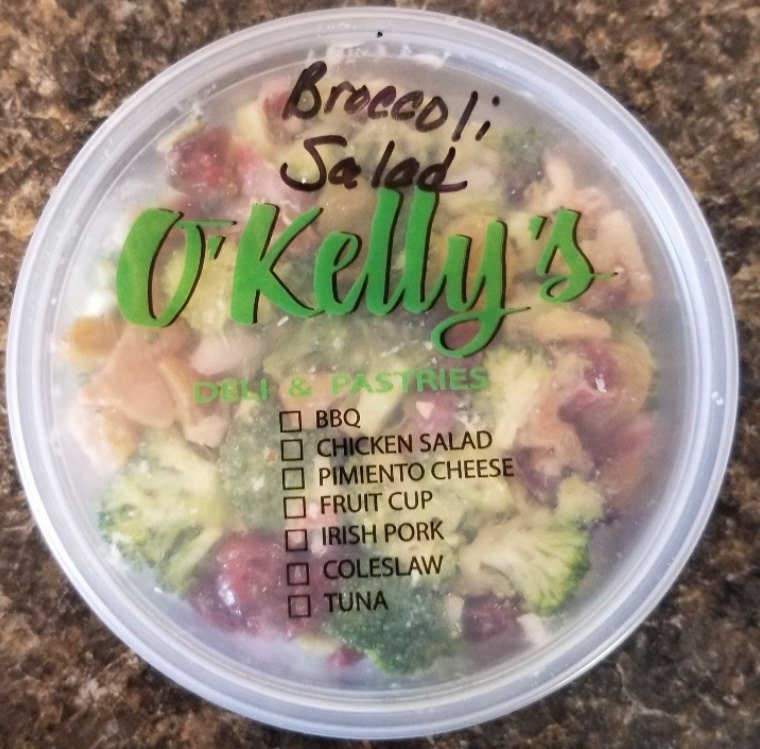 Broccoli
Salad
O'Kelly's
DELI & PASTRIES
☐ BBQ
☐ CHICKEN SALAD
☐ PIMIENTO CHEESE
☐ FRUIT CUP
☐ IRISH PORK
☐ COLESLAW
☐ TUNA